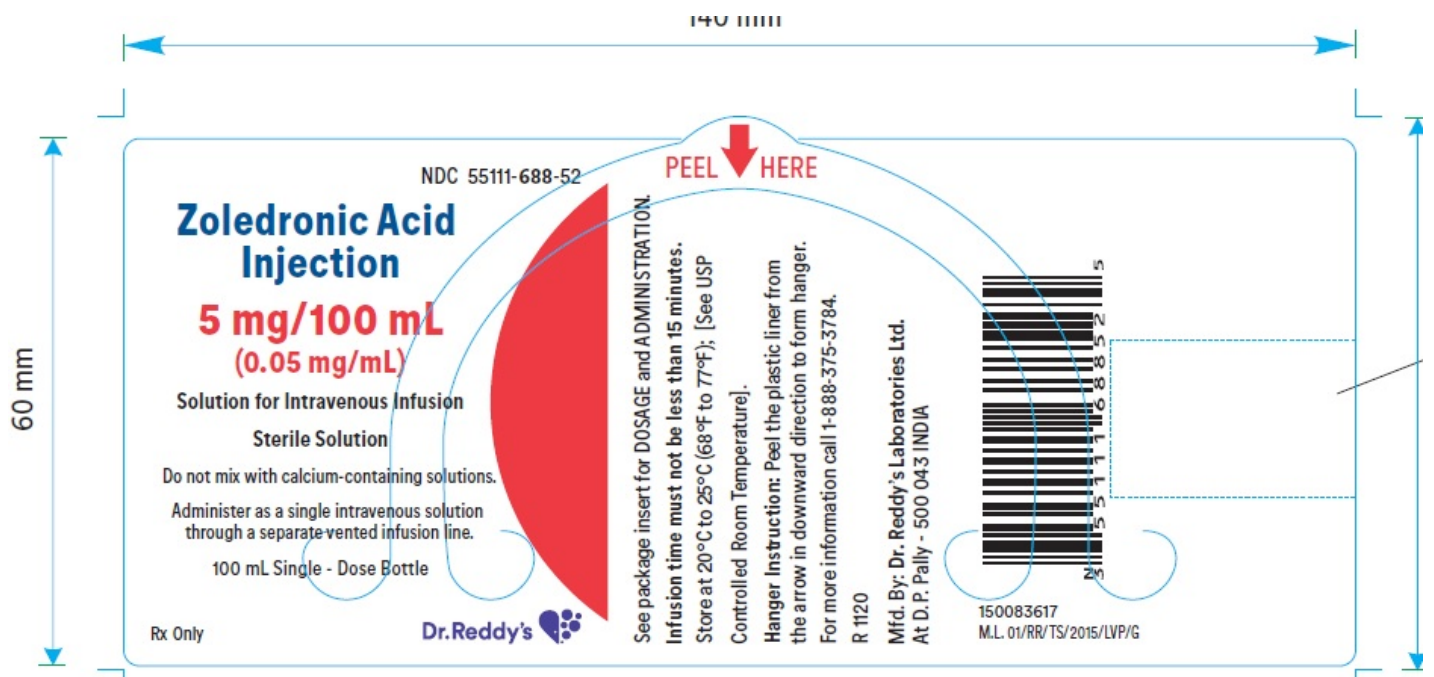 140 mm
60 mm
NDC 55111-688-52
Zoledronic Acid
Injection
5 mg/100 mL
(0.05 mg/mL)
Solution for Intravenous Infusion
Sterile Solution
Do not mix with calcium-containing solutions.
Administer as a single intravenous solution
through a separate vented infusion line.
100 mL Single - Dose Bottle
Rx Only
Dr.Reddy's
PEEL HERE
See package insert for DOSAGE and ADMINISTRATION.
Infusion time must not be less than 15 minutes.
Store at 20°C to 25°C (68°F to 77°F); [See USP
Controlled Room Temperature].
Hanger Instruction: Peel the plastic liner from
the arrow in downward direction to form hanger.
For more information call 1-888-375-3784.
R 1120
Mfd. By: Dr. Reddy's Laboratories Ltd.
At D.P. Pally - 500 043 INDIA
N
3 55111 68852 5
150083617
M.L. 01/RR/TS/2015/LVP/G